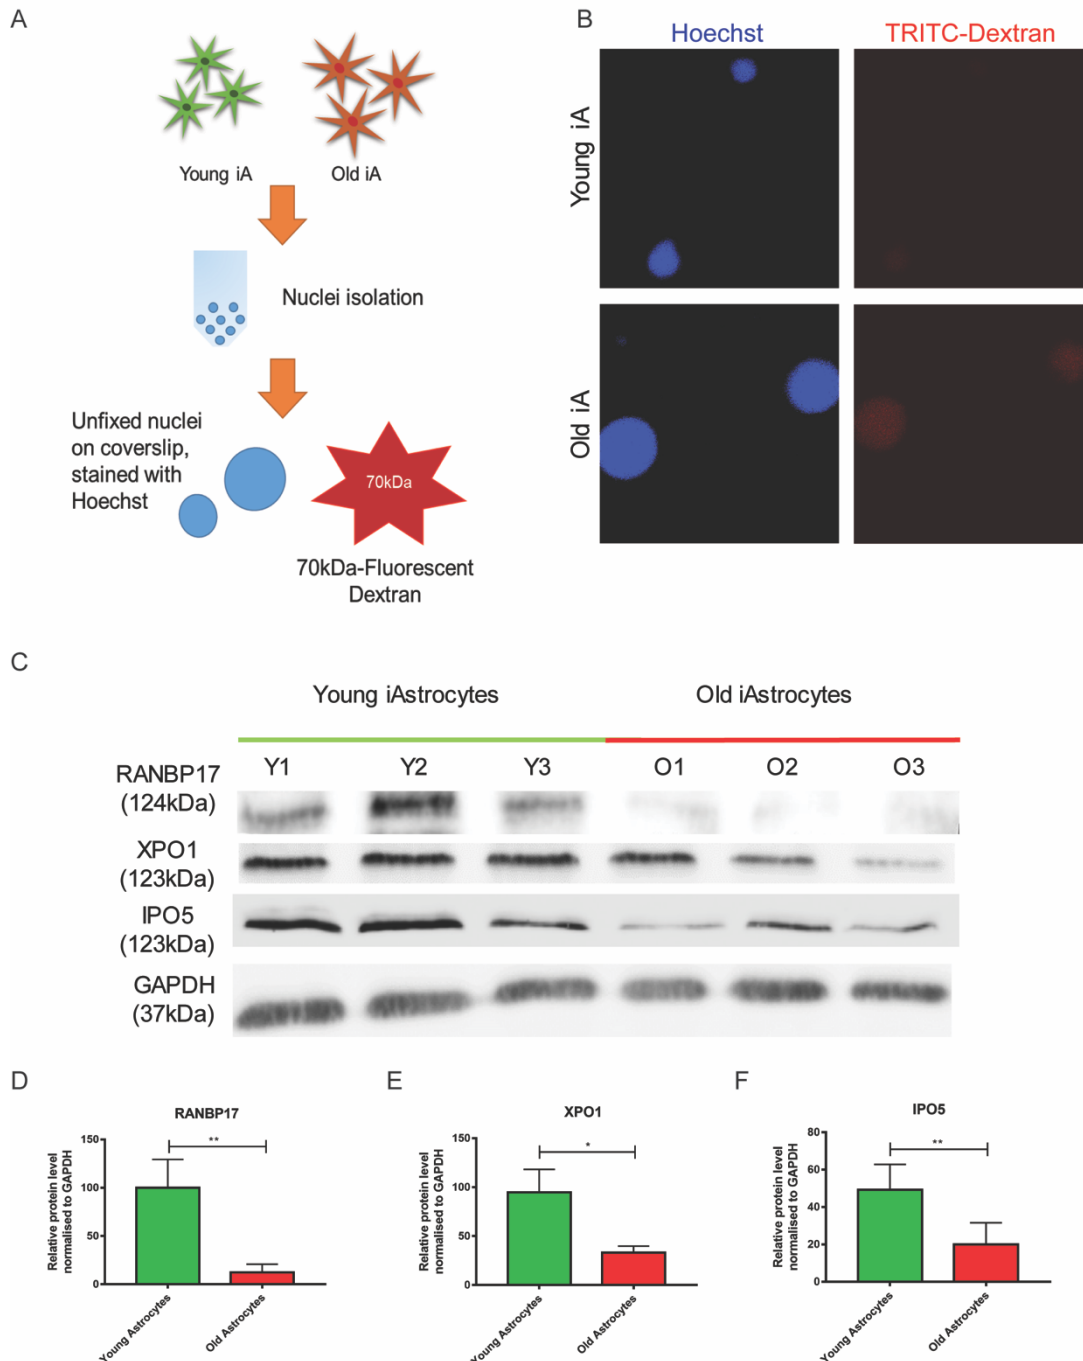 A
Young iA
Old iA
Nuclei isolation
Unfixed nuclei
on coverslip,
stained with
Hoechst
70kDa
70kDa-Fluorescent
Dextran
B
Hoechst
TRITC-Dextran
Young iA
Old iA
C
Young iAstrocytes
Old iAstrocytes
Y1
Y2
Y3
O1
O2
O3
RANBP17
(124kDa)
XPO1
(123kDa)
IPO5
(123kDa)
GAPDH
(37kDa)
D
RANBP17
Relative protein level
normalised to GAPDH
150
100
50
0
**
Young Astrocytes
Old Astrocytes
E
XPO1
Relative protein level
normalised to GAPDH
150
100
50
0
*
Young Astrocytes
Old Astrocytes
F
IPO5
Relative protein level
normalised to GAPDH
80
60
40
20
0
**
Young Astrocytes
Old Astrocytes